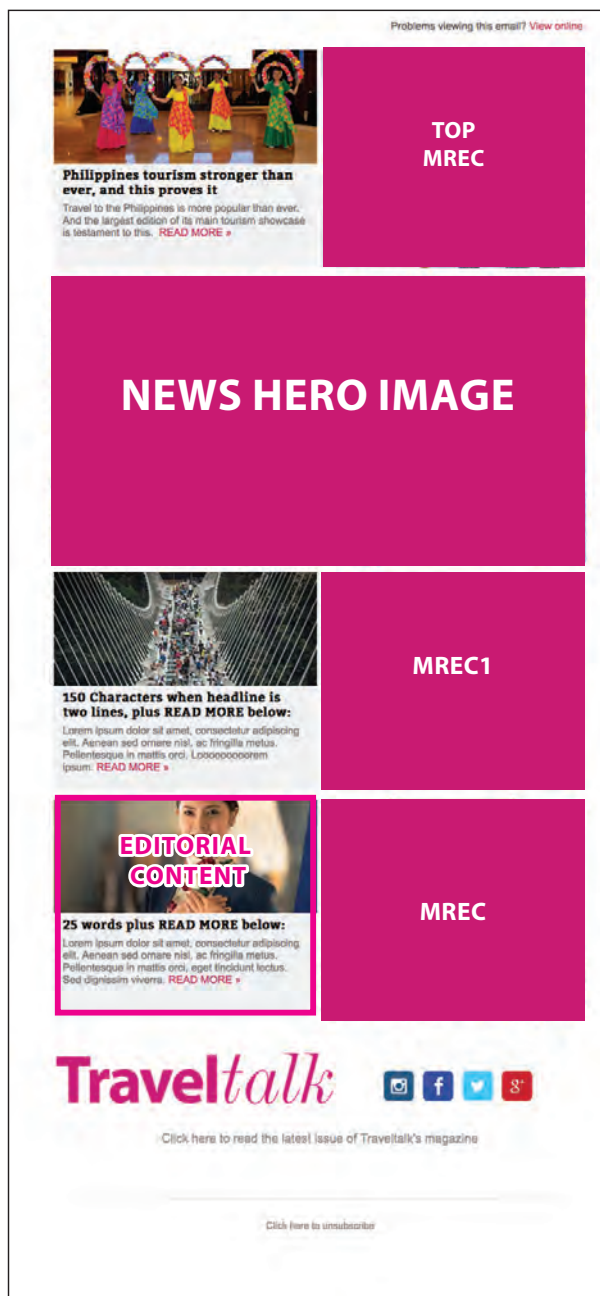 Problems viewing this email? View online
Philippines tourism stronger than
ever, and this proves it
Travel to the Philippines is more popular than ever.
And the largest edition of its main tourism showcase
is testament to this. READ MORE »
TOP
MREC
NEWS HERO IMAGE
150 Characters when headline is
two lines, plus READ MORE below:
Lorem ipsum dolor sit amet, consectetur adipiscing
elit. Aenean sed ornare nisl, ac fringilla metus.
Pellentesque in mattis orci. Looooooooorem
ipsum. READ MORE »
MREC1
EDITORIAL
CONTENT
25 words plus READ MORE below:
Lorem ipsum dolor sit amet, consectetur adipiscing
elit. Aenean sed ornare nisl, ac fringilla metus.
Pellentesque in mattis orci, eget tincidunt lectus.
Sed dignissim viverra. READ MORE »
MREC
Traveltalk
f
g+
Click here to read the latest issue of Traveltalk's magazine
Click here to unsubscribe